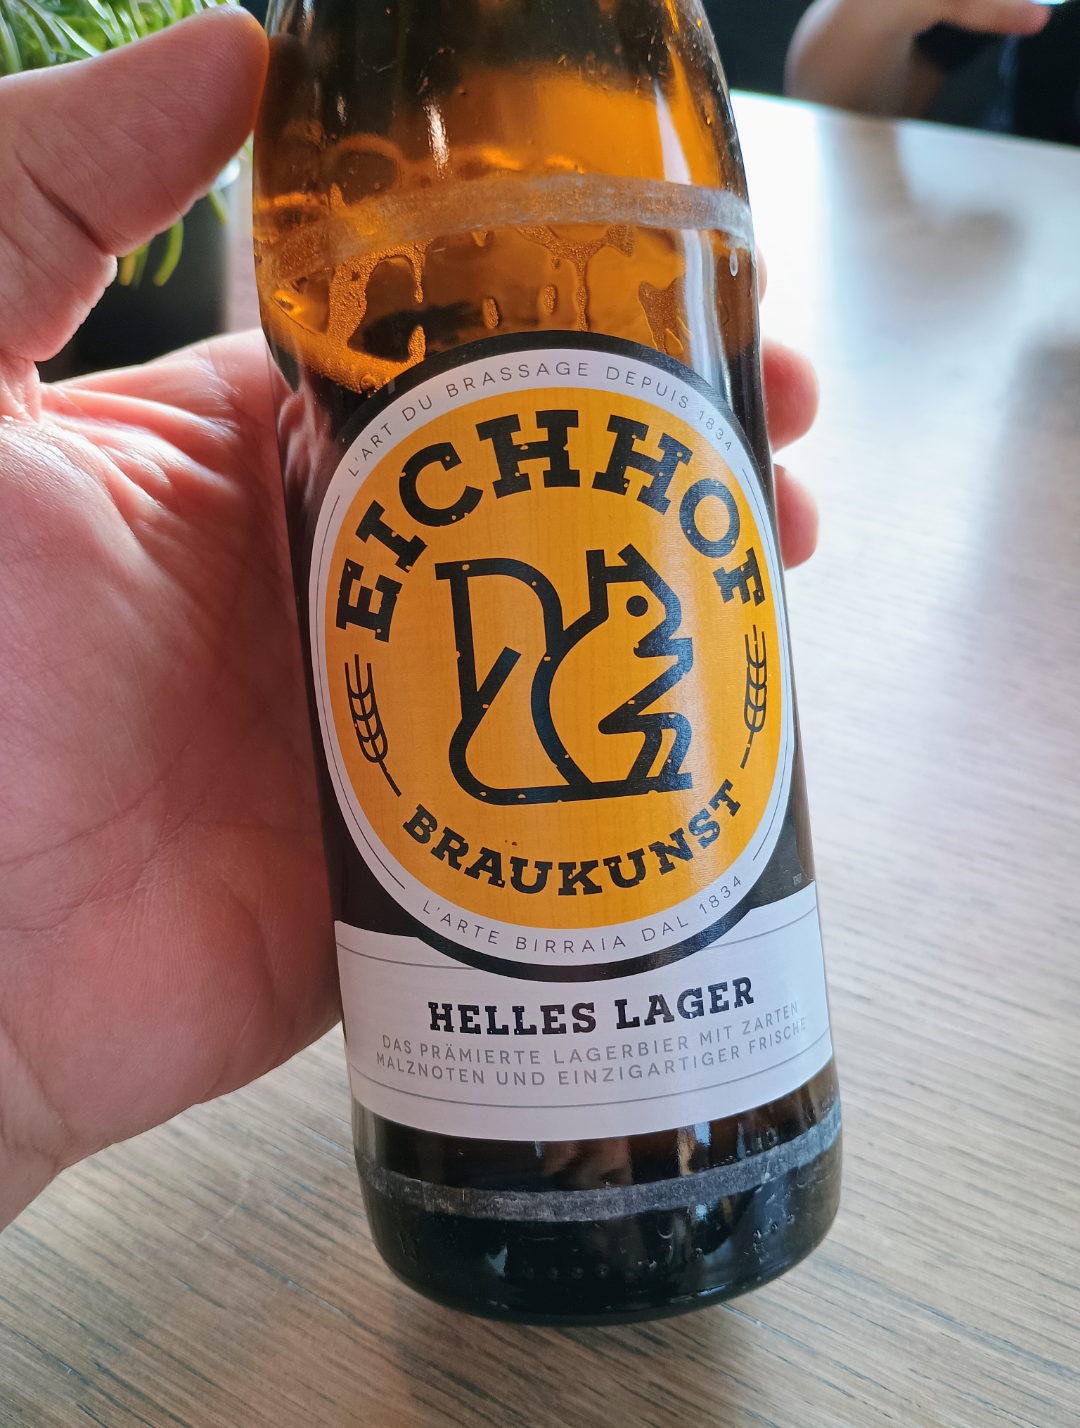 L'ART DU BRASSAGE DEPUIS 1834
EICHHOF
BRAUKUNST
L'ARTE BIRRAIA DAL 1834
HELLES LAGER
DAS PRÄMIERTE LAGERBIER MIT ZARTEN
MALZNOTEN UND EINZIGARTIGER FRISCHE